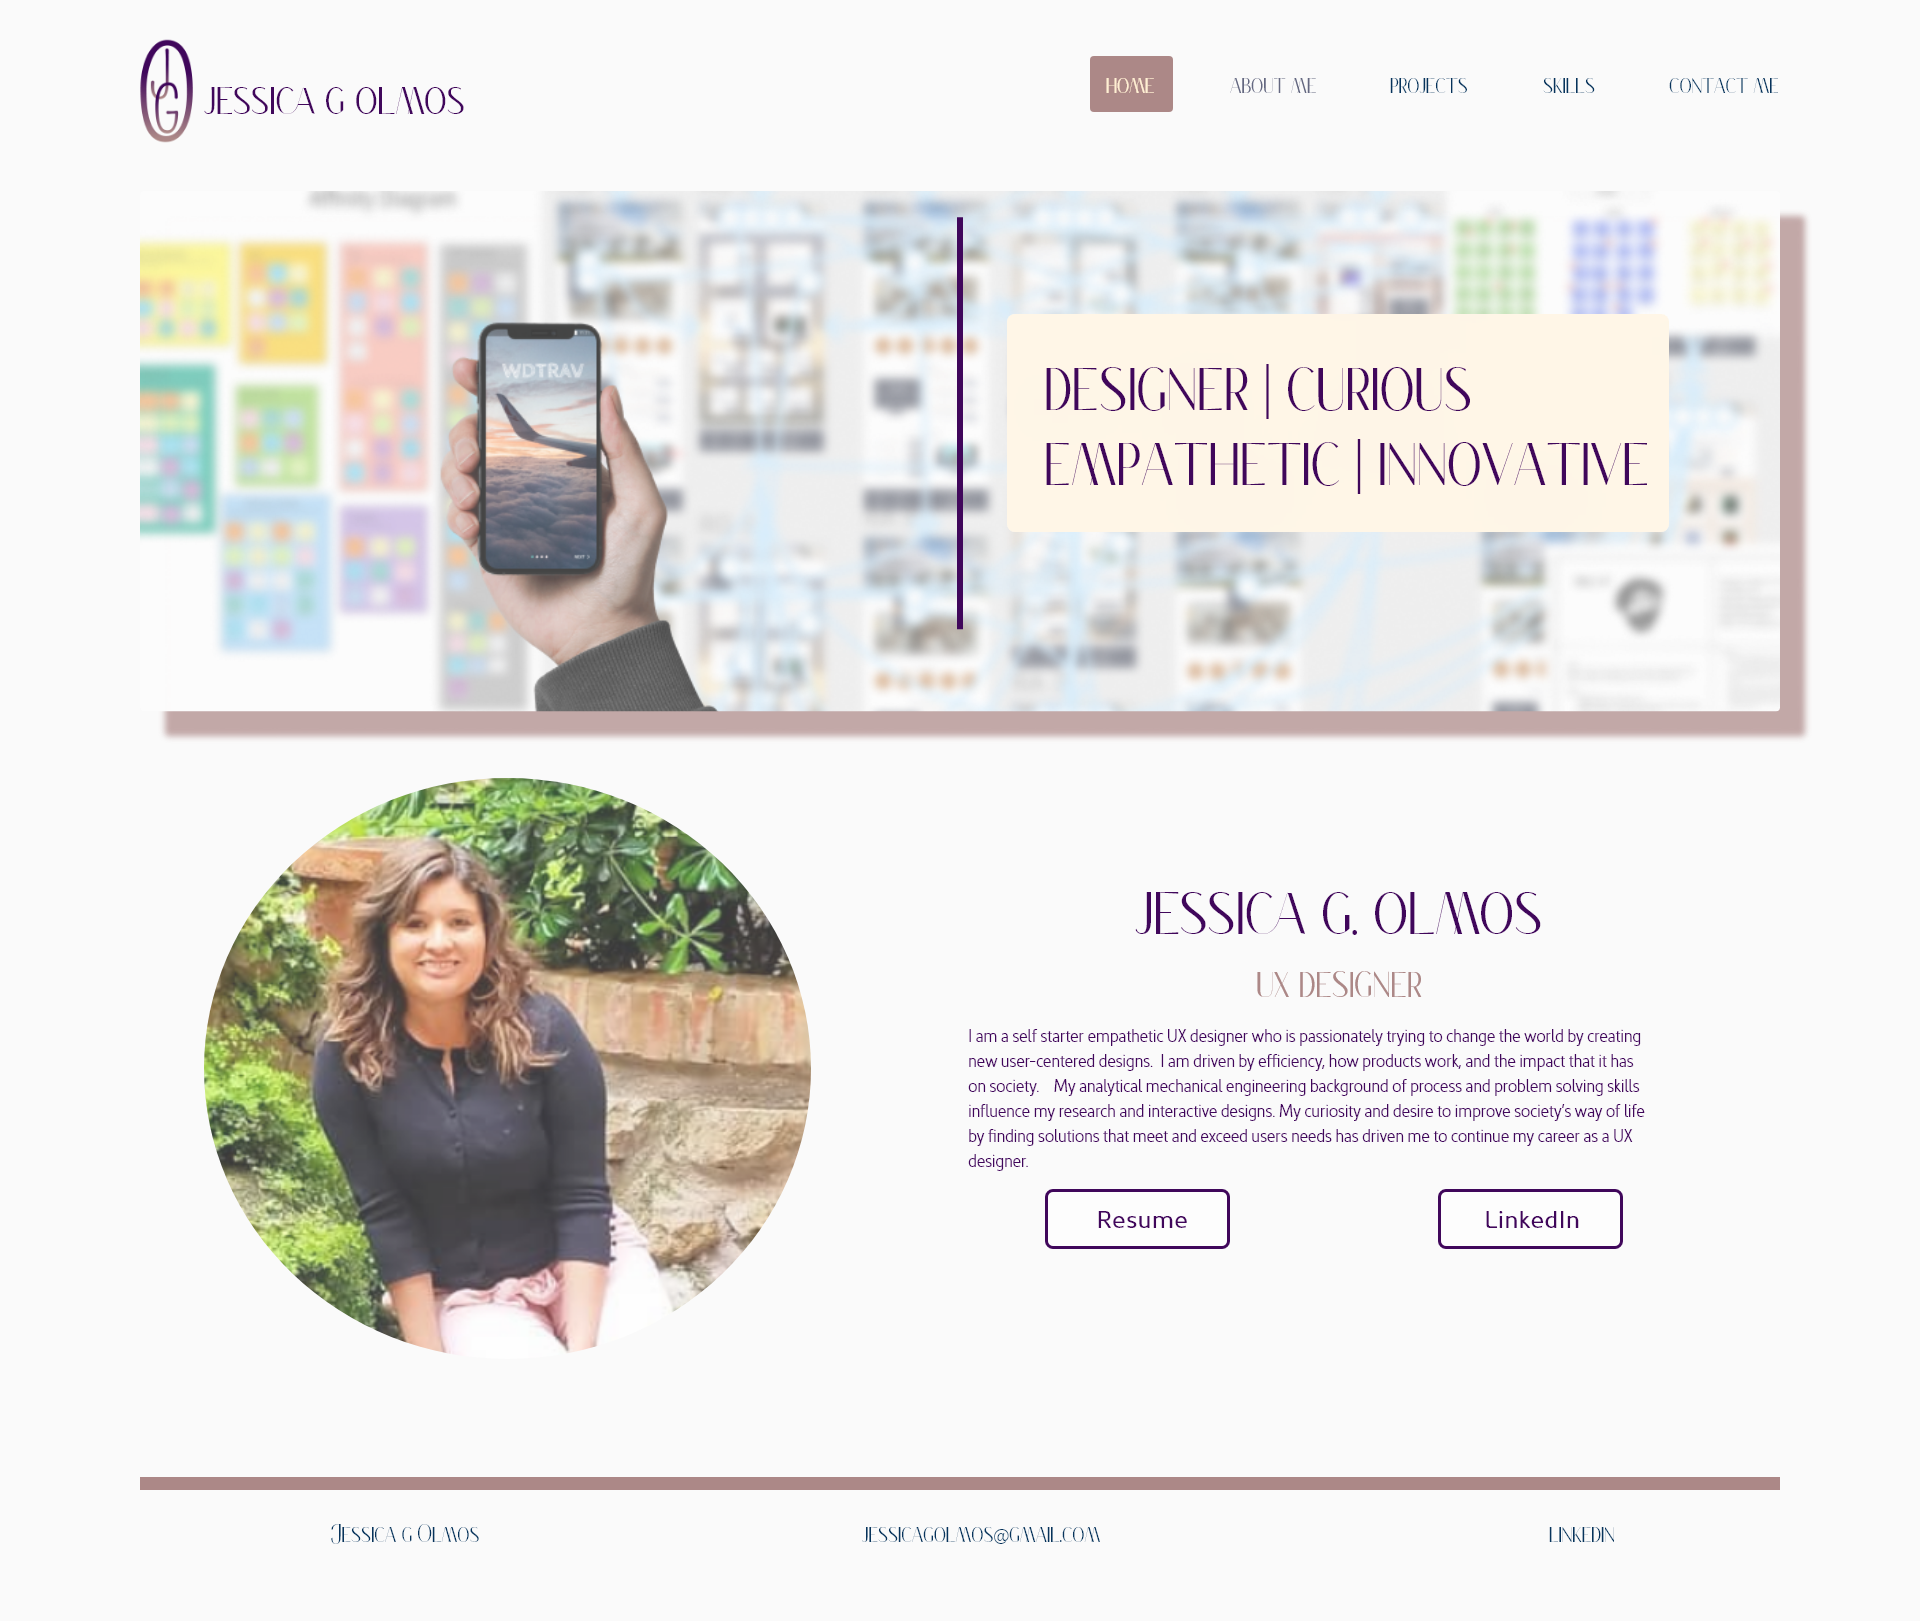 JG
JESSICA G OLMOS
HOME
ABOUT ME
PROJECTS
SKILLS
CONTACT ME
Affinity Diagram
WDTRAV
NEXT
DESIGNER | CURIOUS
EMPATHETIC | INNOVATIVE
JESSICA G. OLMOS
UX DESIGNER
I am a self starter empathetic UX designer who is passionately trying to change the world by creating
new user-centered designs.  I am driven by efficiency, how products work, and the impact that it has
on society.    My analytical mechanical engineering background of process and problem solving skills
influence my research and interactive designs. My curiosity and desire to improve society's way of life
by finding solutions that meet and exceed users needs has driven me to continue my career as a UX
designer.
Resume
LinkedIn
Jessica g Olmos
jessicagolmos@gmail.com
linkedin